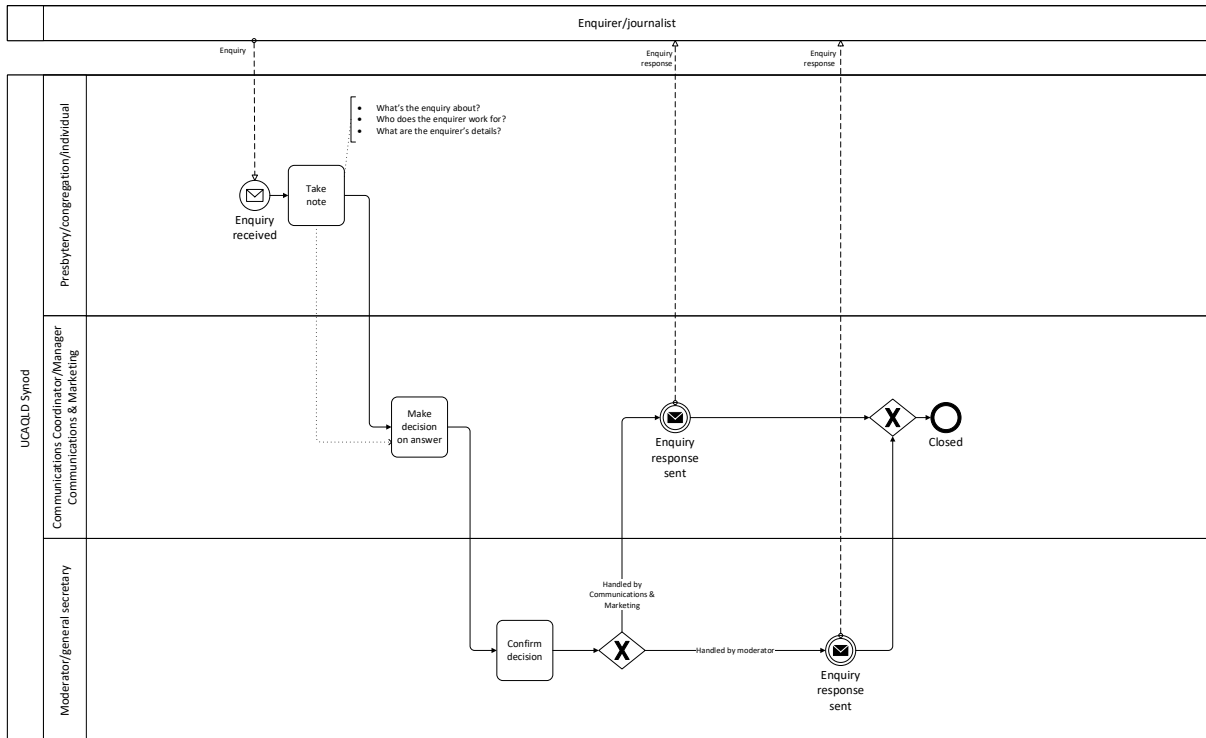 Enquirer/journalist
Enquiry
Enquiry
response
Enquiry
response
UCAQLD Synod
Presbytery/congregation/individual
• What's the enquiry about?
• Who does the enquirer work for?
• What are the enquirer's details?
Take
note
Enquiry
received
Communications Coordinator/Manager
Communications & Marketing
Make
decision
on answer
Enquiry
response
sent
X
Closed
Moderator/general secretary
Handled by
Communications &
Marketing
Confirm
decision
X
Handled by moderator
Enquiry
response
sent